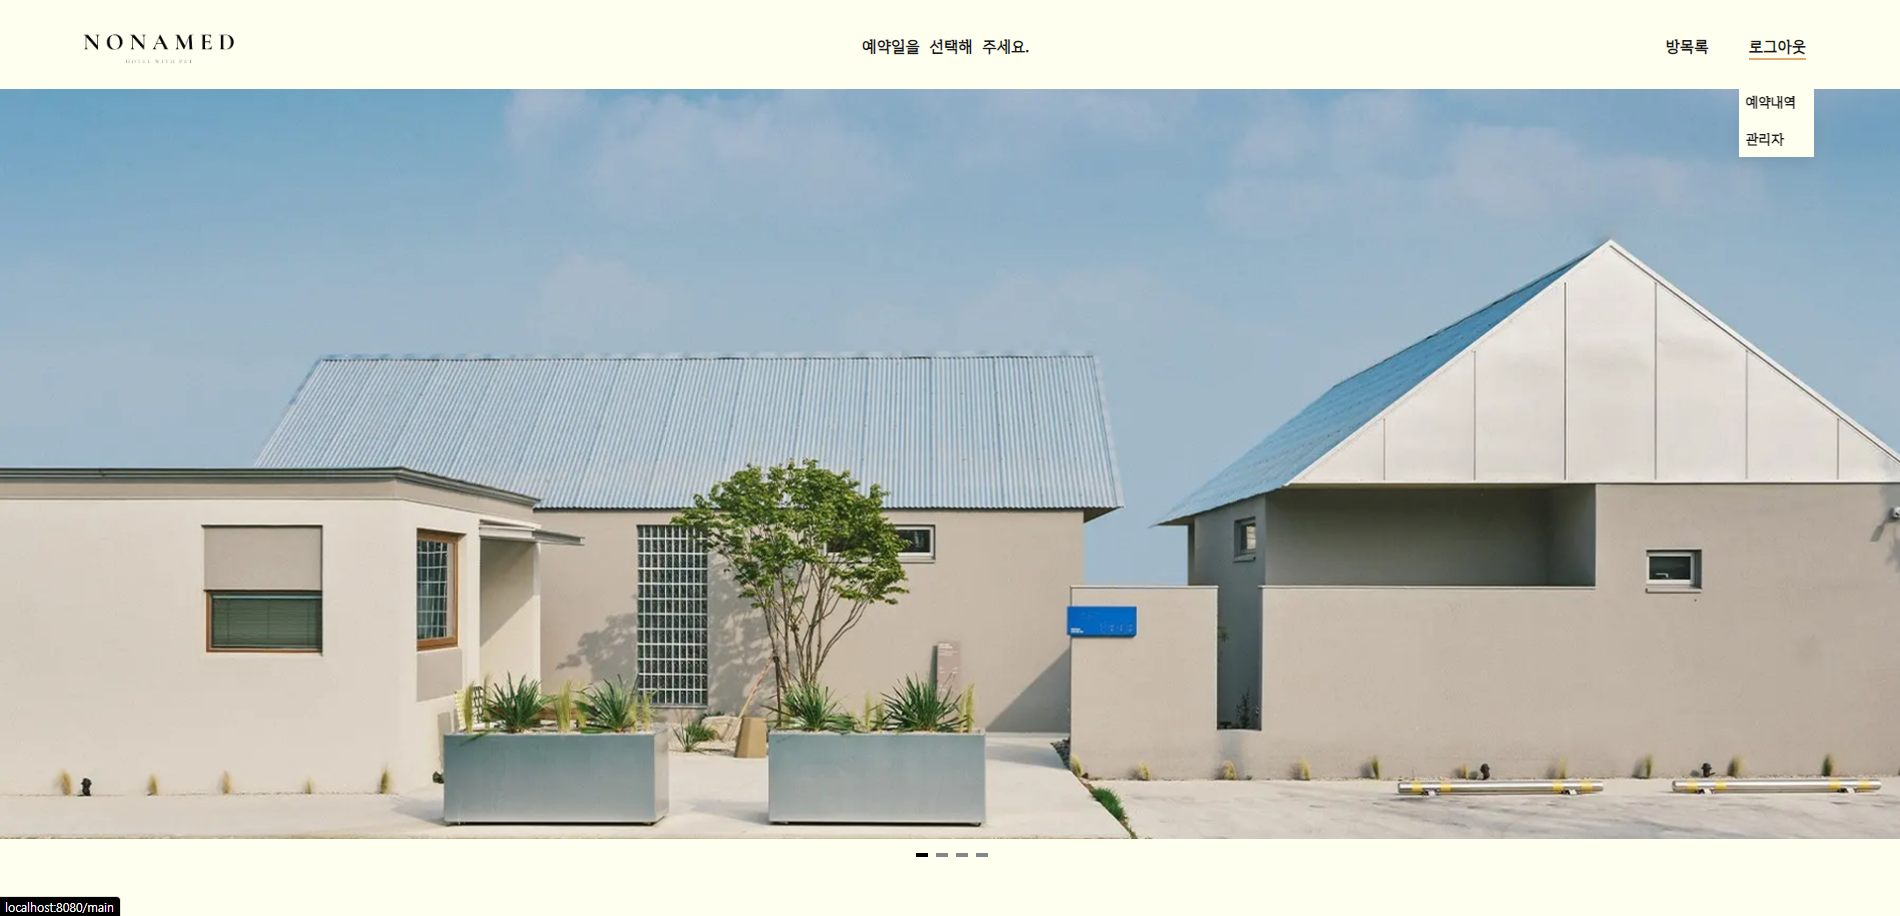 NONAMED
HOTEL WITH PET
예약일을 선택해 주세요.
방목록
로그아웃
예약내역
관리자
localhost:8080/main